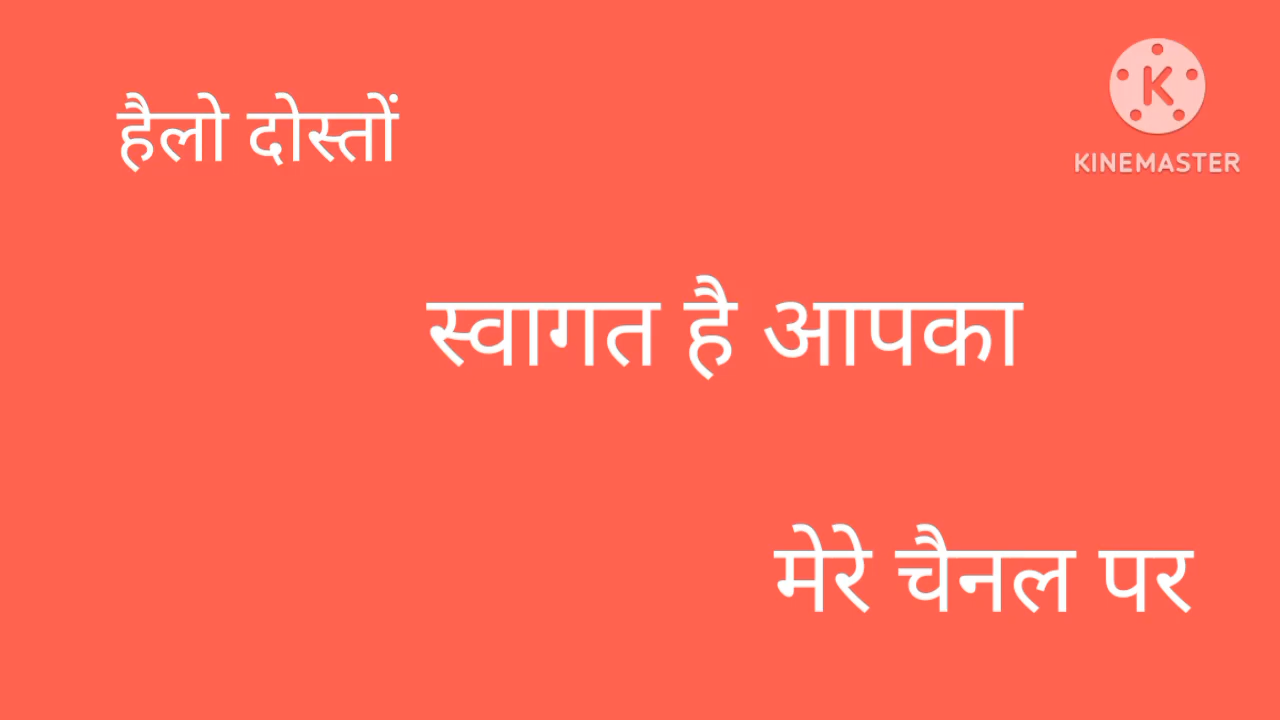 हैलो दोस्तों
KINEMASTER
स्वागत है आपका
मेरे चैनल पर